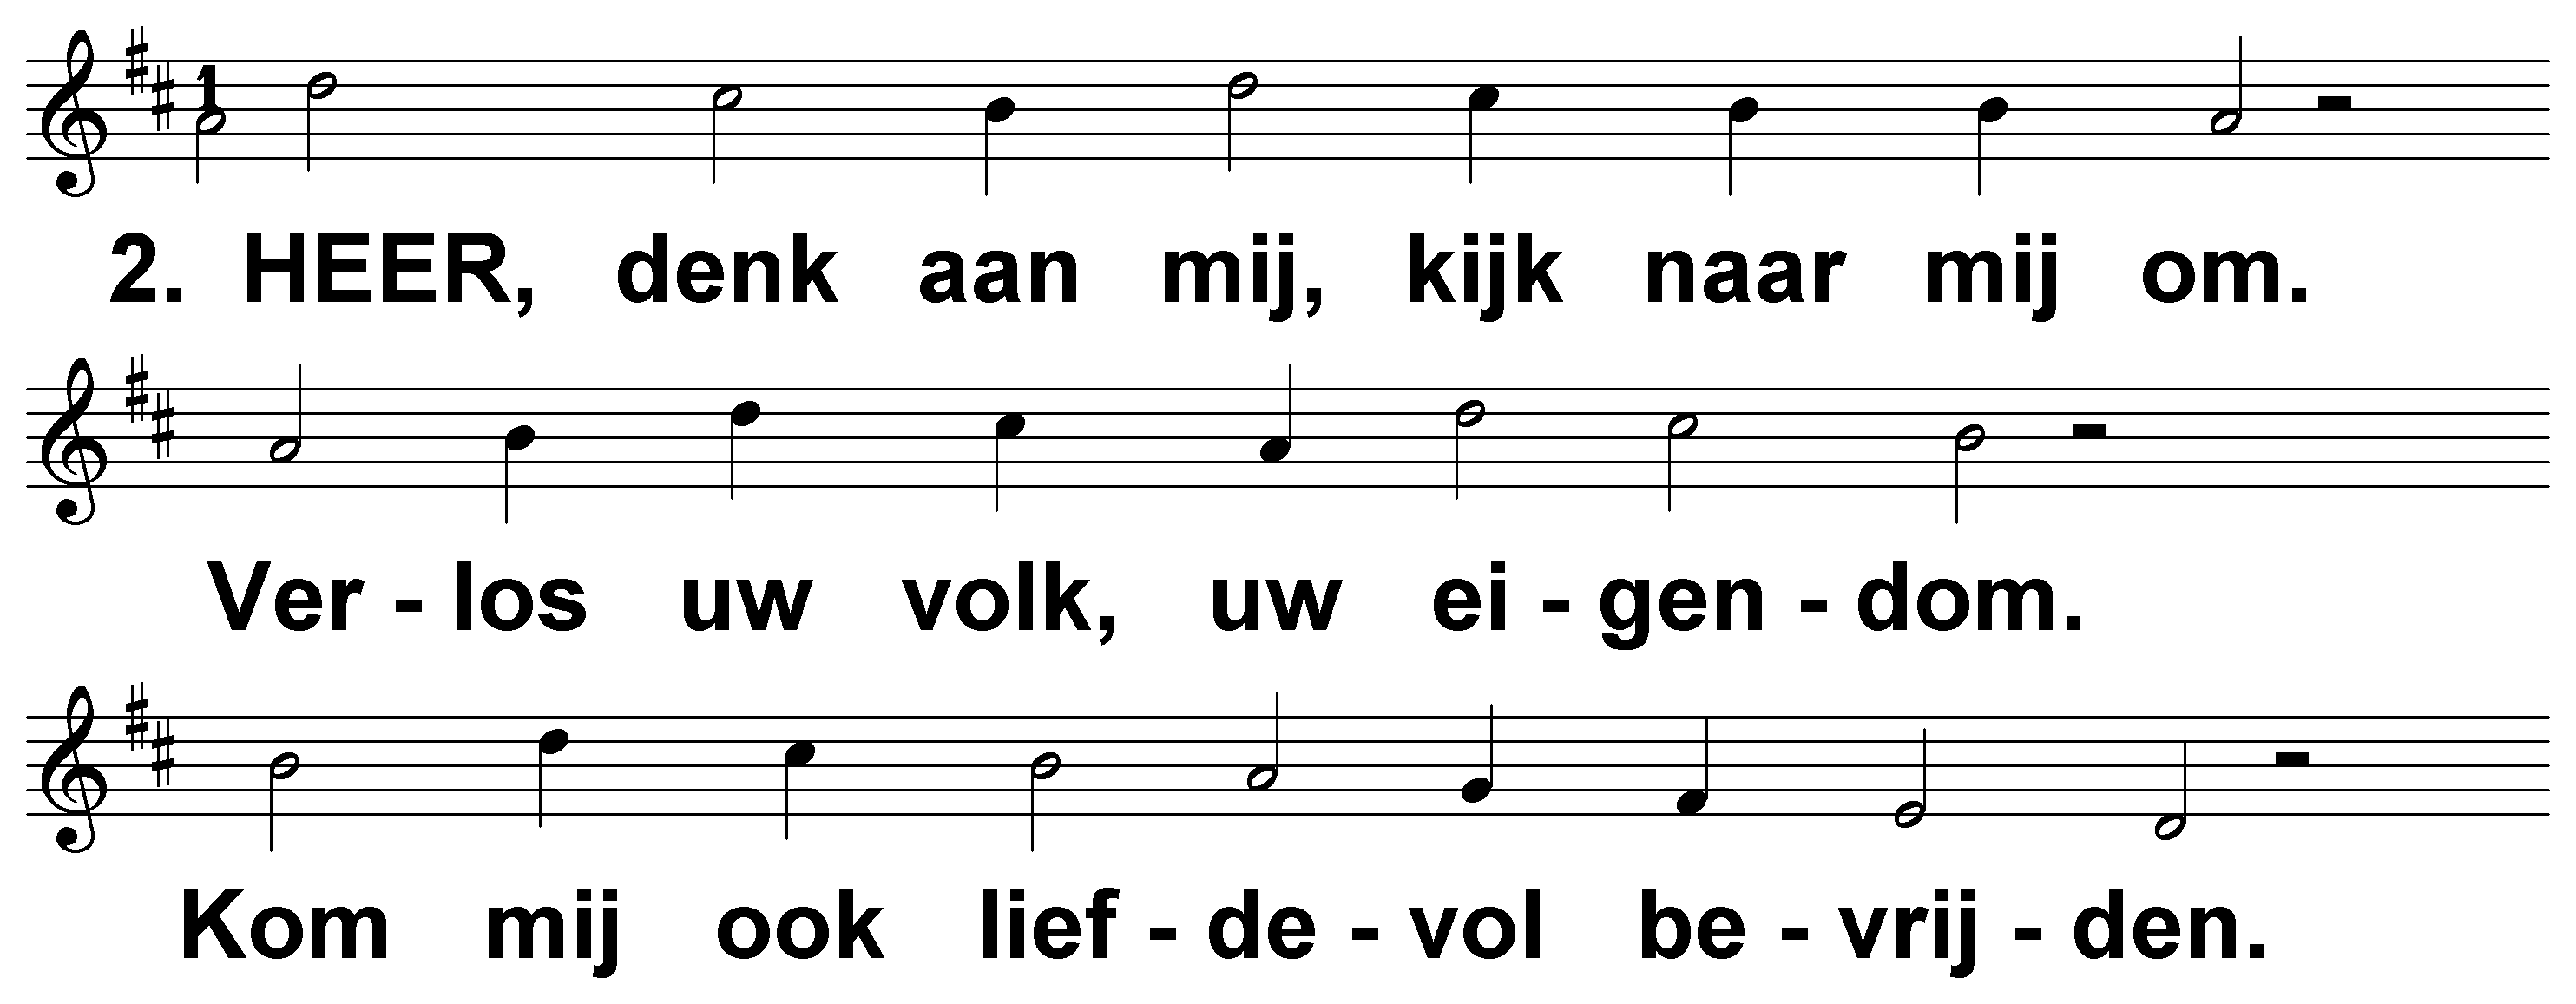 1
2. HEER, denk aan mij, kijk naar mij om.
Ver - los uw volk, uw ei - gen - dom.
Kom mij ook lief - de - vol be - vrij - den.